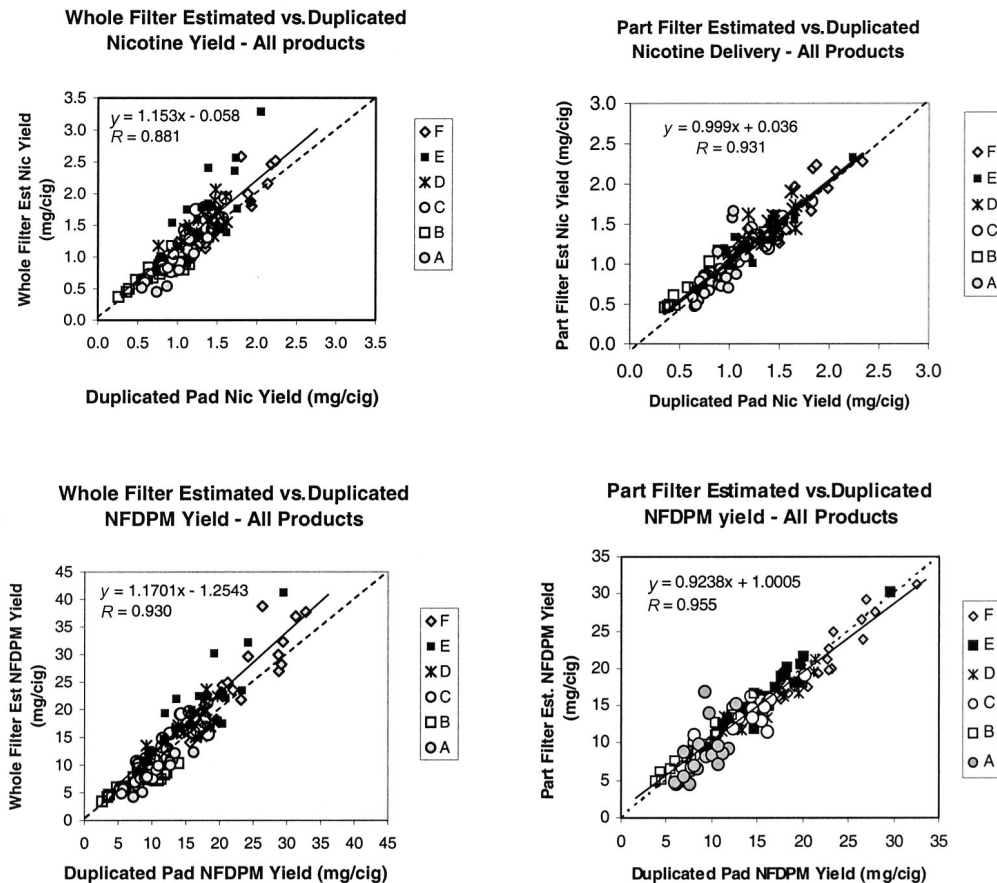 Whole Filter Estimated vs.Duplicated
Nicotine Yield - All products
Whole Filter Est Nic Yield
(mg/cig)
3.5
3.0
2.5
2.0
1.5
1.0
0.5
0.0
y = 1.153x - 0.058
R = 0.881
0.0 0.5 1.0 1.5 2.0 2.5 3.0 3.5
Duplicated Pad Nic Yield (mg/cig)
F
E
D
C
B
A
Part Filter Estimated vs.Duplicated
Nicotine Delivery - All Products
Part Filter Est Nic Yield (mg/cig)
3.0
2.5
2.0
1.5
1.0
0.5
0.0
y = 0.999x + 0.036
R = 0.931
0.0 0.5 1.0 1.5 2.0 2.5 3.0
Duplicated Pad Nic Yield (mg/cig)
F
E
D
C
B
A
Whole Filter Estimated vs.Duplicated
NFDPM Yield - All Products
Whole Filter Est NFDPM Yield
(mg/cig)
45
40
35
30
25
20
15
10
5
0
y = 1.1701x - 1.2543
R = 0.930
0 5 10 15 20 25 30 35 40 45
Duplicated Pad NFDPM Yield (mg/cig)
F
E
D
C
B
A
Part Filter Estimated vs.Duplicated
NFDPM yield - All Products
Part Filter Est. NFDPM Yield
(mg/cig)
35
30
25
20
15
10
5
0
y = 0.9238x + 1.0005
R = 0.955
0 5 10 15 20 25 30 35
Duplicated Pad NFDPM Yield (mg/cig)
F
E
D
C
B
A